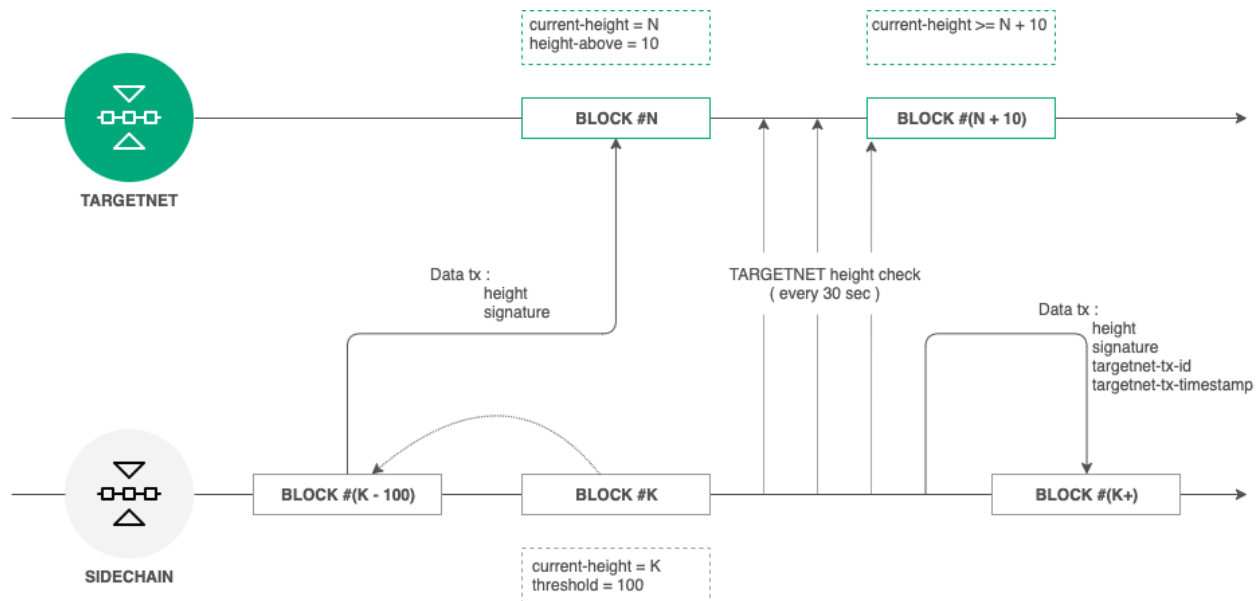 current-height = N
height-above = 10
current-height >= N + 10
BLOCK #N
BLOCK #(N + 10)
TARGETNET
Data tx :
height
signature
TARGETNET height check
( every 30 sec )
Data tx :
height
signature
targetnet-tx-id
targetnet-tx-timestamp
BLOCK #(K - 100)
BLOCK #K
BLOCK #(K+)
SIDECHAIN
current-height = K
threshold = 100